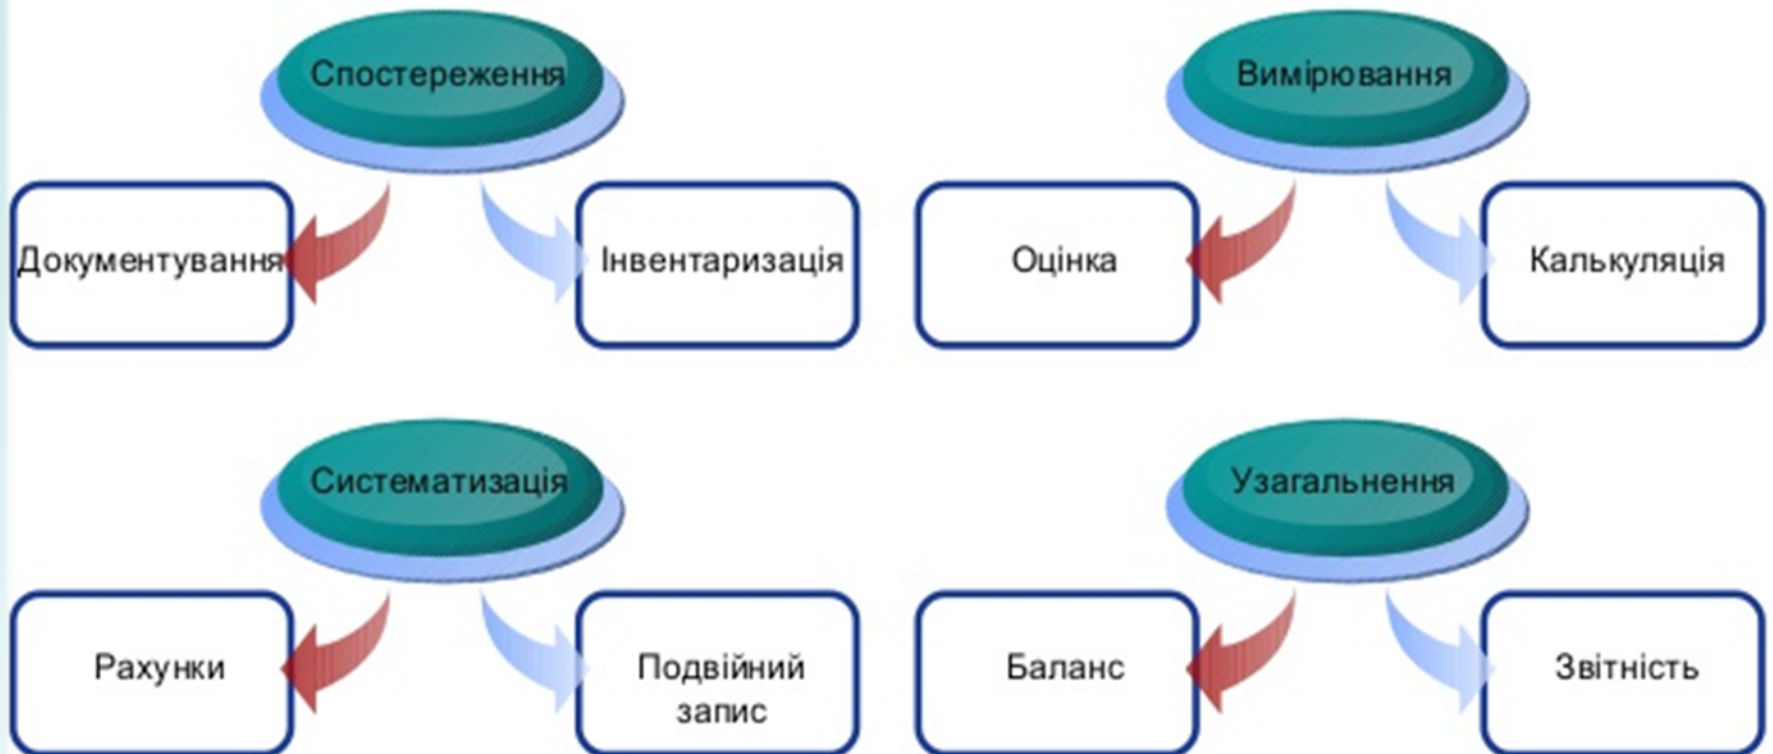 Спостереження
Вимірювання
Документування
Інвентаризація
Оцінка
Калькуляція
Систематизація
Узагальнення
Рахунки
Подвійний
запис
Баланс
Звітність